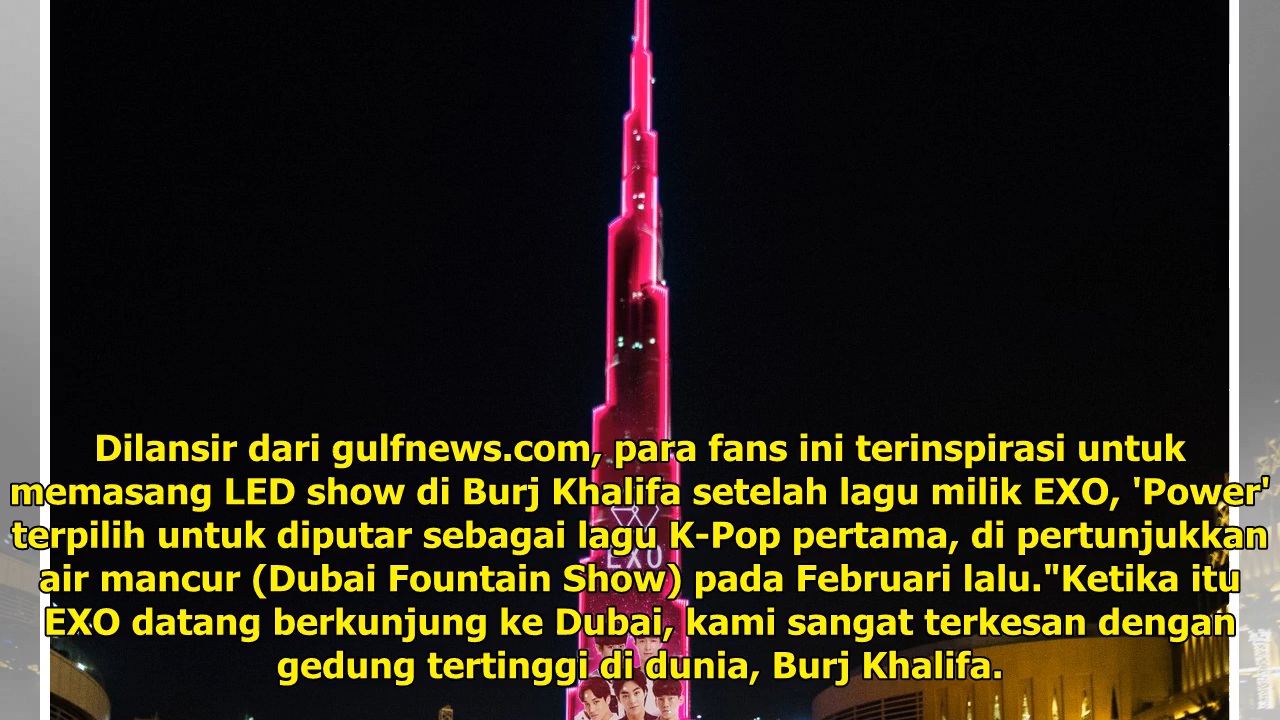 Dilansir dari gulfnews.com, para fans ini terinspirasi untuk
memasang LED show di Burj Khalifa setelah lagu milik EXO, 'Power'
terpilih untuk diputar sebagai lagu K-Pop pertama, di pertunjukkan
air mancur (Dubai Fountain Show) pada Februari lalu."Ketika itu
EXO datang berkunjung ke Dubai, kami sangat terkesan dengan
gedung tertinggi di dunia, Burj Khalifa.
EXO